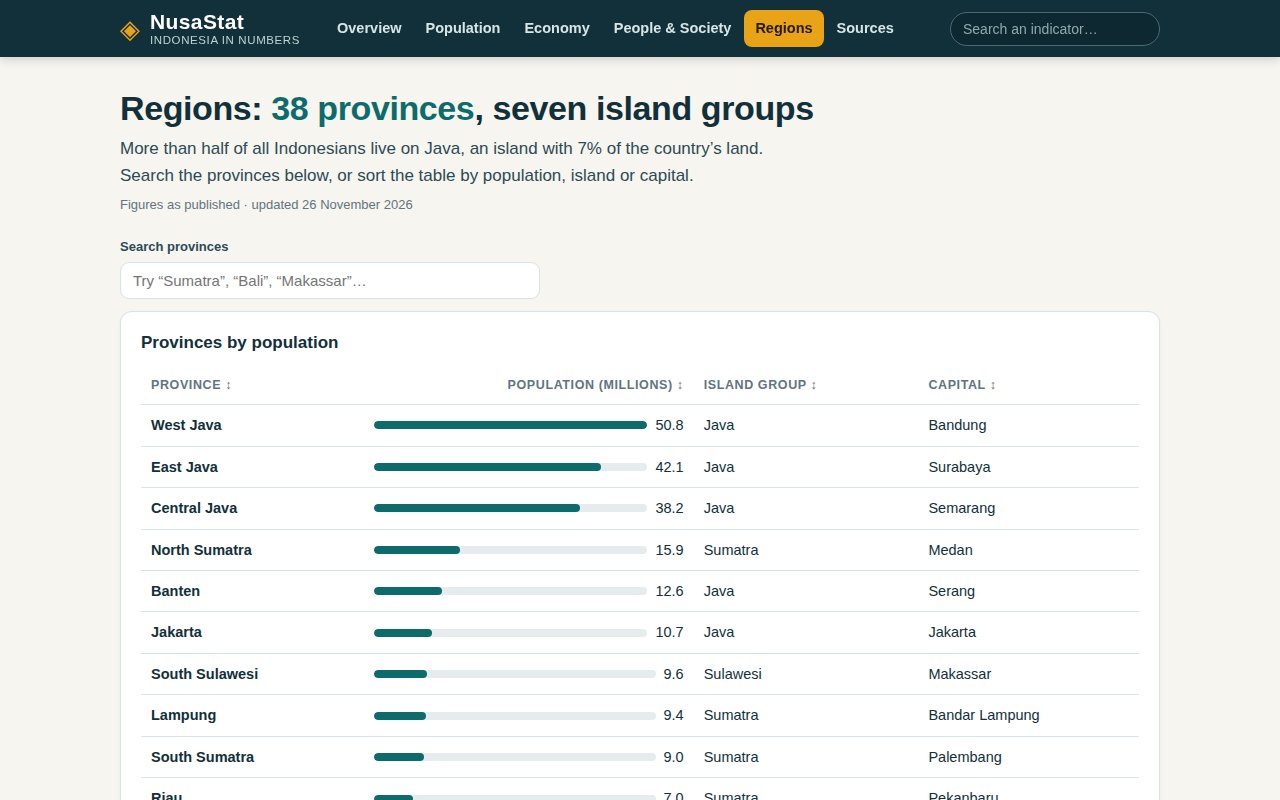 NusaStat
INDONESIA IN NUMBERS
Overview Population Economy People & Society Regions Sources
Search an indicator…
Regions: 38 provinces, seven island groups
More than half of all Indonesians live on Java, an island with 7% of the country’s land.
Search the provinces below, or sort the table by population, island or capital.
Figures as published · updated 26 November 2026
Search provinces
Try “Sumatra”, “Bali”, “Makassar”…
Provinces by population
PROVINCE ↕ POPULATION (MILLIONS) ↕ ISLAND GROUP ↕ CAPITAL ↕
West Java 50.8 Java Bandung
East Java 42.1 Java Surabaya
Central Java 38.2 Java Semarang
North Sumatra 15.9 Sumatra Medan
Banten 12.6 Java Serang
Jakarta 10.7 Java Jakarta
South Sulawesi 9.6 Sulawesi Makassar
Lampung 9.4 Sumatra Bandar Lampung
South Sumatra 9.0 Sumatra Palembang
Riau 7.0 Sumatra Pekanbaru